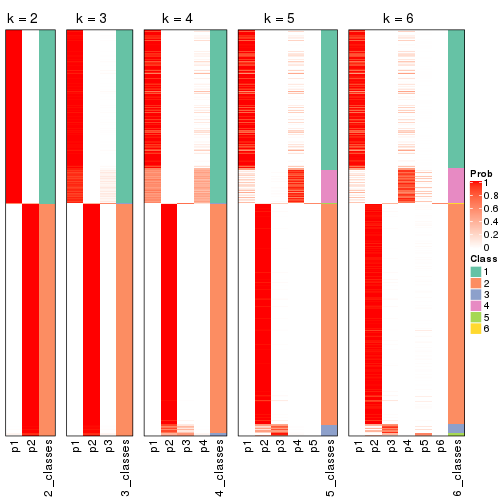 k = 2
k = 3
k = 4
k = 5
k = 6
p1
p2
2_classes
p1
p2
p3
3_classes
p1
p2
p3
p4
4_classes
p1
p2
p3
p4
p5
5_classes
p1
p2
p3
p4
p5
p6
6_classes
Prob
1
0.8
0.6
0.4
0.2
0
Class
1
2
3
4
5
6